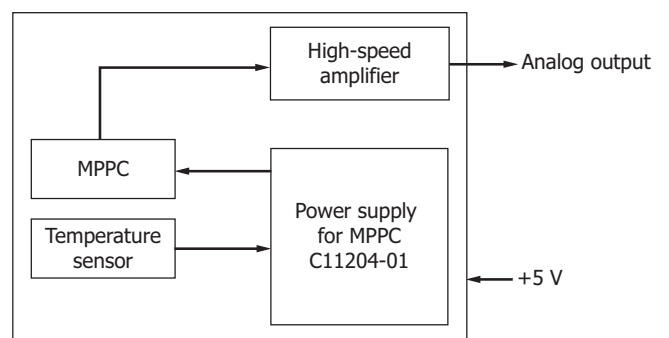 High-speed
amplifier
Analog output
MPPC
Power supply
for MPPC
C11204-01
Temperature
sensor
+5 V